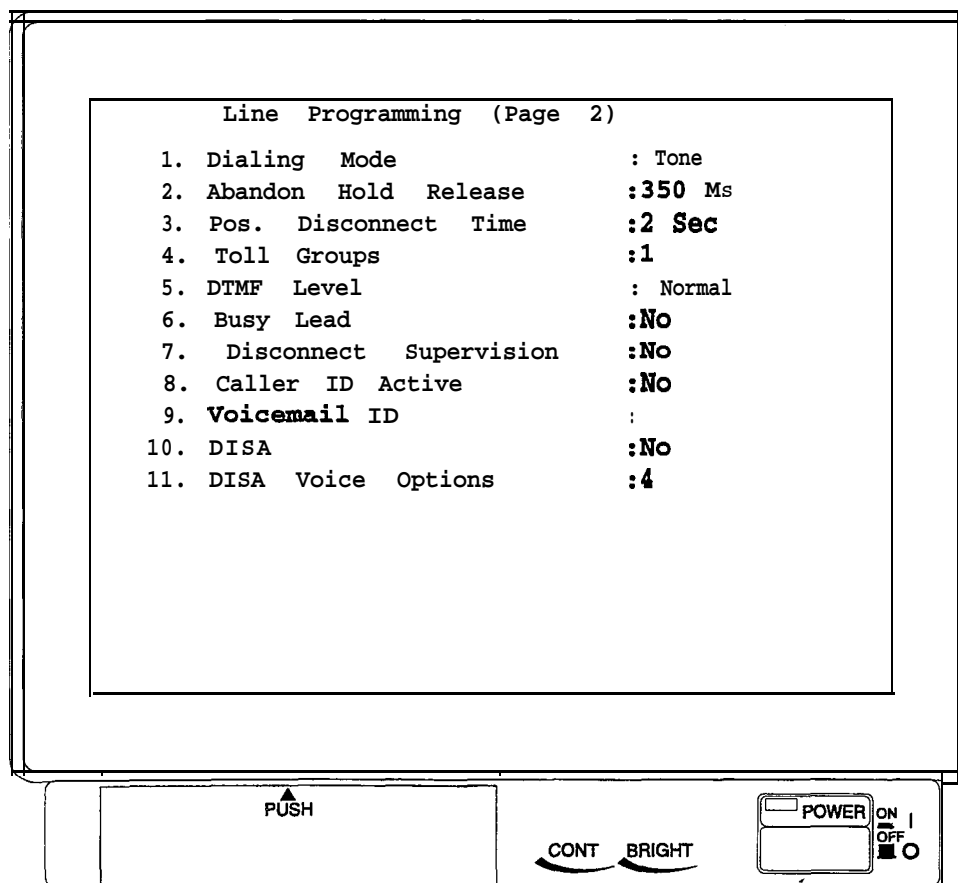 Line Programming (Page 2)
1. Dialing Mode : Tone
2. Abandon Hold Release :350 Ms
3. Pos. Disconnect Time :2 Sec
4. Toll Groups :1
5. DTMF Level : Normal
6. Busy Lead :No
7. Disconnect Supervision :No
8. Caller ID Active :No
9. Voicemail ID :
10. DISA :No
11. DISA Voice Options :4
PUSH
CONT BRIGHT
POWER ON I
OFF O